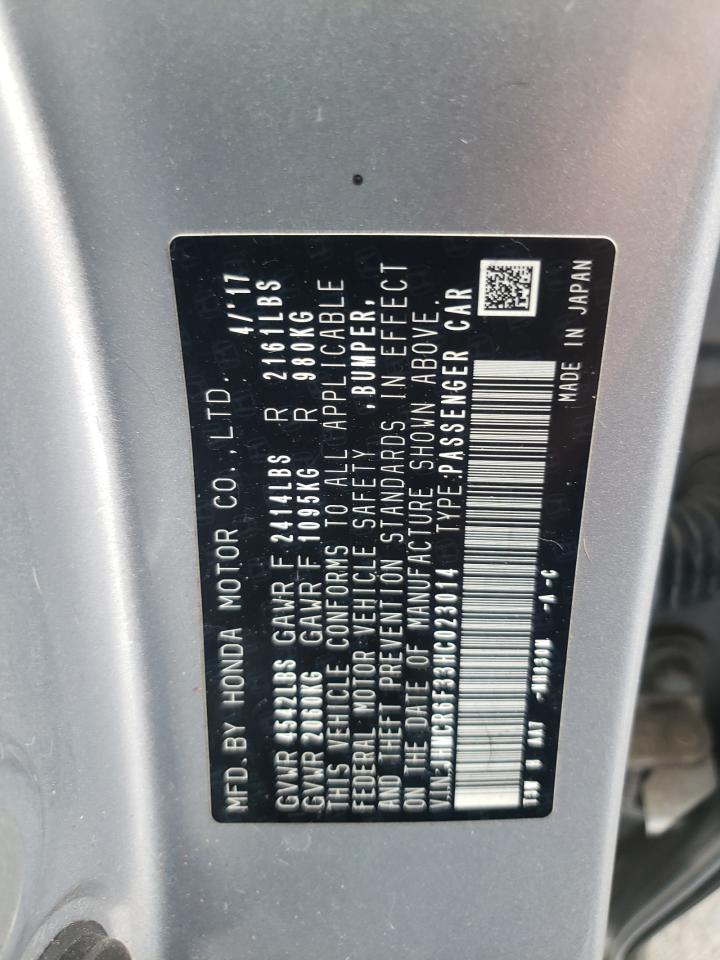 MFD. BY HONDA MOTOR CO., LTD. 4/'17
GVWR 4542LBS GAWR F 2414LBS R 2161LBS
GVWR 2060KG GAWR F 1095KG R 980KG
THIS VEHICLE CONFORMS TO ALL APPLICABLE
FEDERAL MOTOR VEHICLE SAFETY , BUMPER,
AND THEFT PREVENTION STANDARDS IN EFFECT
ON THE DATE OF MANUFACTURE SHOWN ABOVE.
VIN:JHMCR6F33HC023014 TYPE:PASSENGER CAR
-A-C
MADE IN JAPAN